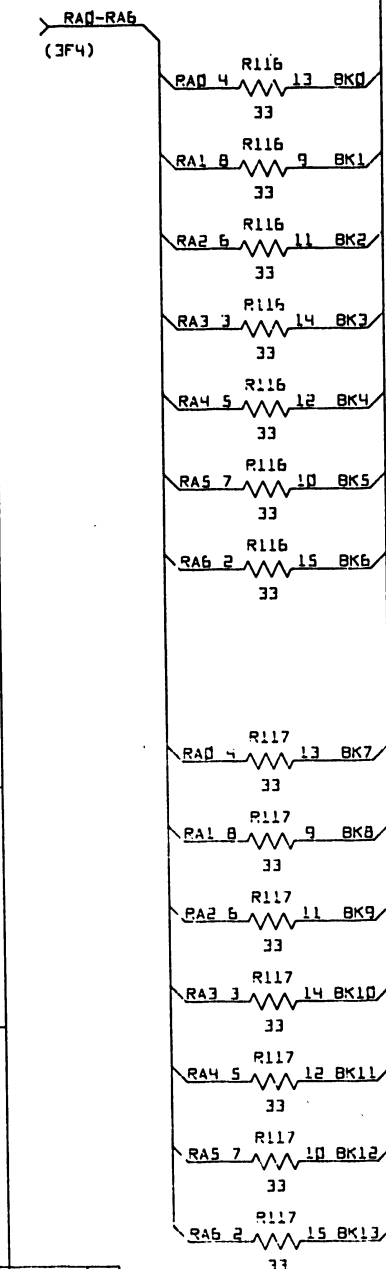 RA0-RA6
(3F4)
R116
RA0 4 13 BK0
33
R116
RA1 8 9 BK1
33
R116
RA2 6 11 BK2
33
R116
RA3 3 14 BK3
33
R116
RA4 5 12 BK4
33
R116
RA5 7 10 BK5
33
R116
RA6 2 15 BK6
33
R117
RA0 4 13 BK7
33
R117
RA1 8 9 BK8
33
R117
RA2 6 11 BK9
33
R117
RA3 3 14 BK10
33
R117
RA4 5 12 BK11
33
R117
RA5 7 10 BK12
33
R117
RA6 2 15 BK13
33